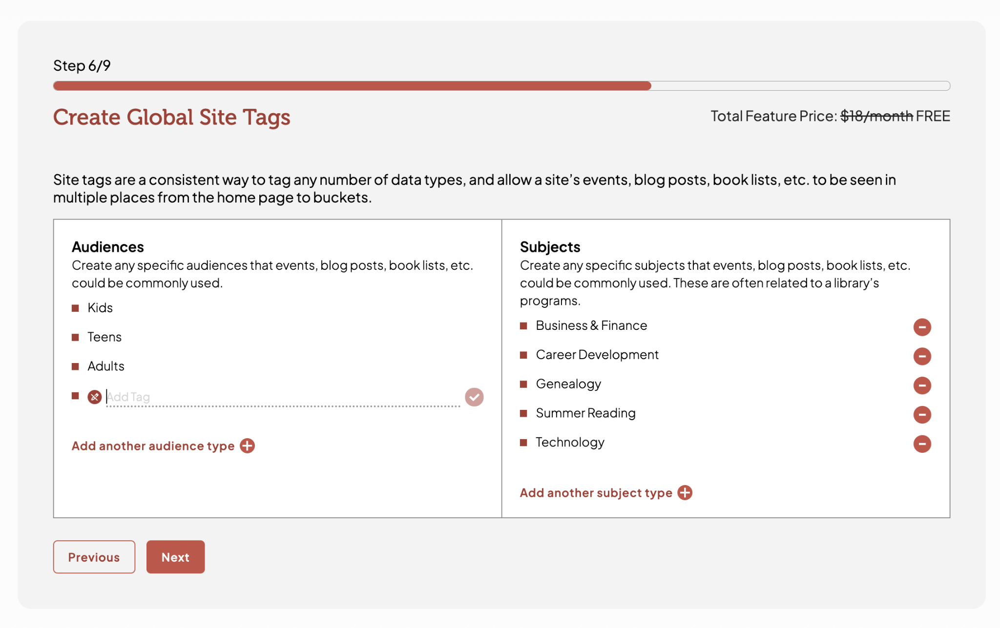 Step 6/9
Create Global Site Tags
Total Feature Price: $18/month FREE
Site tags are a consistent way to tag any number of data types, and allow a site’s events, blog posts, book lists, etc. to be seen in
multiple places from the home page to buckets.
Audiences
Create any specific audiences that events, blog posts, book lists, etc.
could be commonly used.
Kids
Teens
Adults
Add Tag
Add another audience type
Subjects
Create any specific subjects that events, blog posts, book lists, etc.
could be commonly used. These are often related to a library’s
programs.
Business & Finance
Career Development
Genealogy
Summer Reading
Technology
Add another subject type
Previous
Next